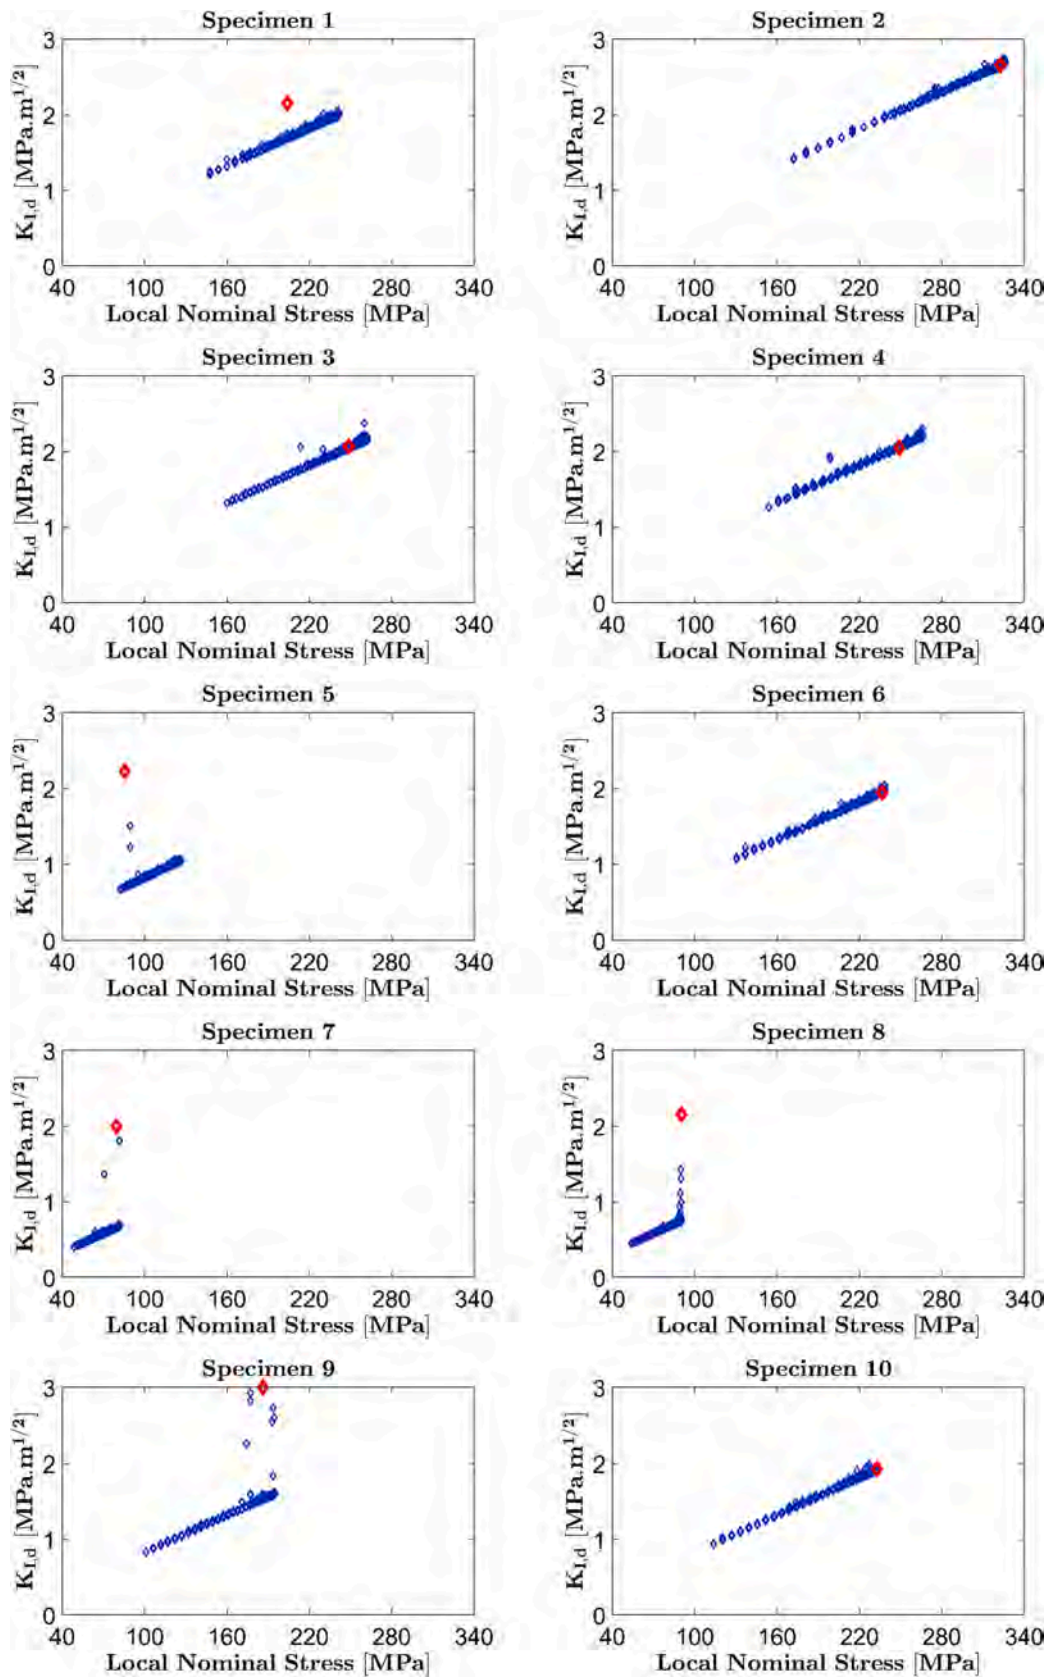 Specimen 1
K_{I,d} [MPa.m^{1/2}]
3
2
1
0
40 100 160 220 280 340
Local Nominal Stress [MPa]
Specimen 2
K_{I,d} [MPa.m^{1/2}]
3
2
1
0
40 100 160 220 280 340
Local Nominal Stress [MPa]
Specimen 3
K_{I,d} [MPa.m^{1/2}]
3
2
1
0
40 100 160 220 280 340
Local Nominal Stress [MPa]
Specimen 4
K_{I,d} [MPa.m^{1/2}]
3
2
1
0
40 100 160 220 280 340
Local Nominal Stress [MPa]
Specimen 5
K_{I,d} [MPa.m^{1/2}]
3
2
1
0
40 100 160 220 280 340
Local Nominal Stress [MPa]
Specimen 6
K_{I,d} [MPa.m^{1/2}]
3
2
1
0
40 100 160 220 280 340
Local Nominal Stress [MPa]
Specimen 7
K_{I,d} [MPa.m^{1/2}]
3
2
1
0
40 100 160 220 280 340
Local Nominal Stress [MPa]
Specimen 8
K_{I,d} [MPa.m^{1/2}]
3
2
1
0
40 100 160 220 280 340
Local Nominal Stress [MPa]
Specimen 9
K_{I,d} [MPa.m^{1/2}]
3
2
1
0
40 100 160 220 280 340
Local Nominal Stress [MPa]
Specimen 10
K_{I,d} [MPa.m^{1/2}]
3
2
1
0
40 100 160 220 280 340
Local Nominal Stress [MPa]